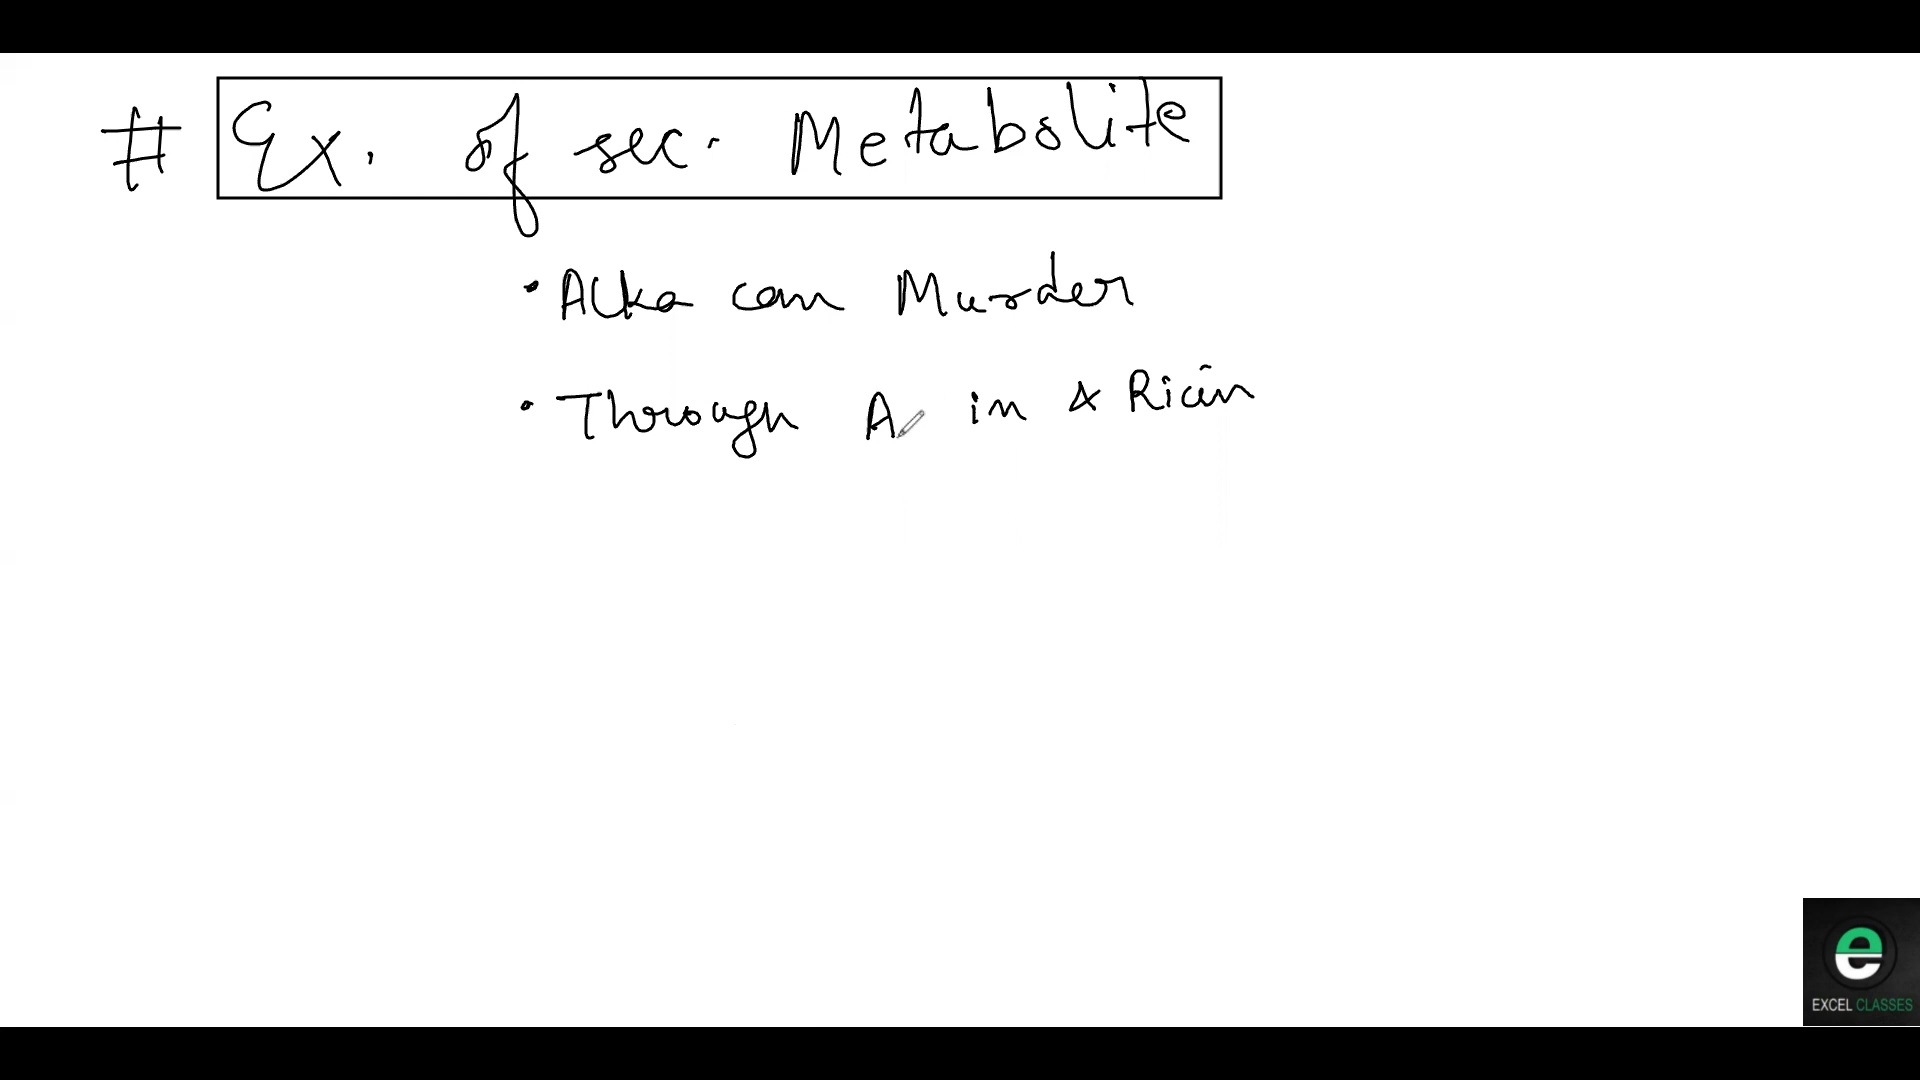 # Ex. of sec. Metabolite
• Alka can Murder
• Through A in & Ricin
EXCEL CLASSES